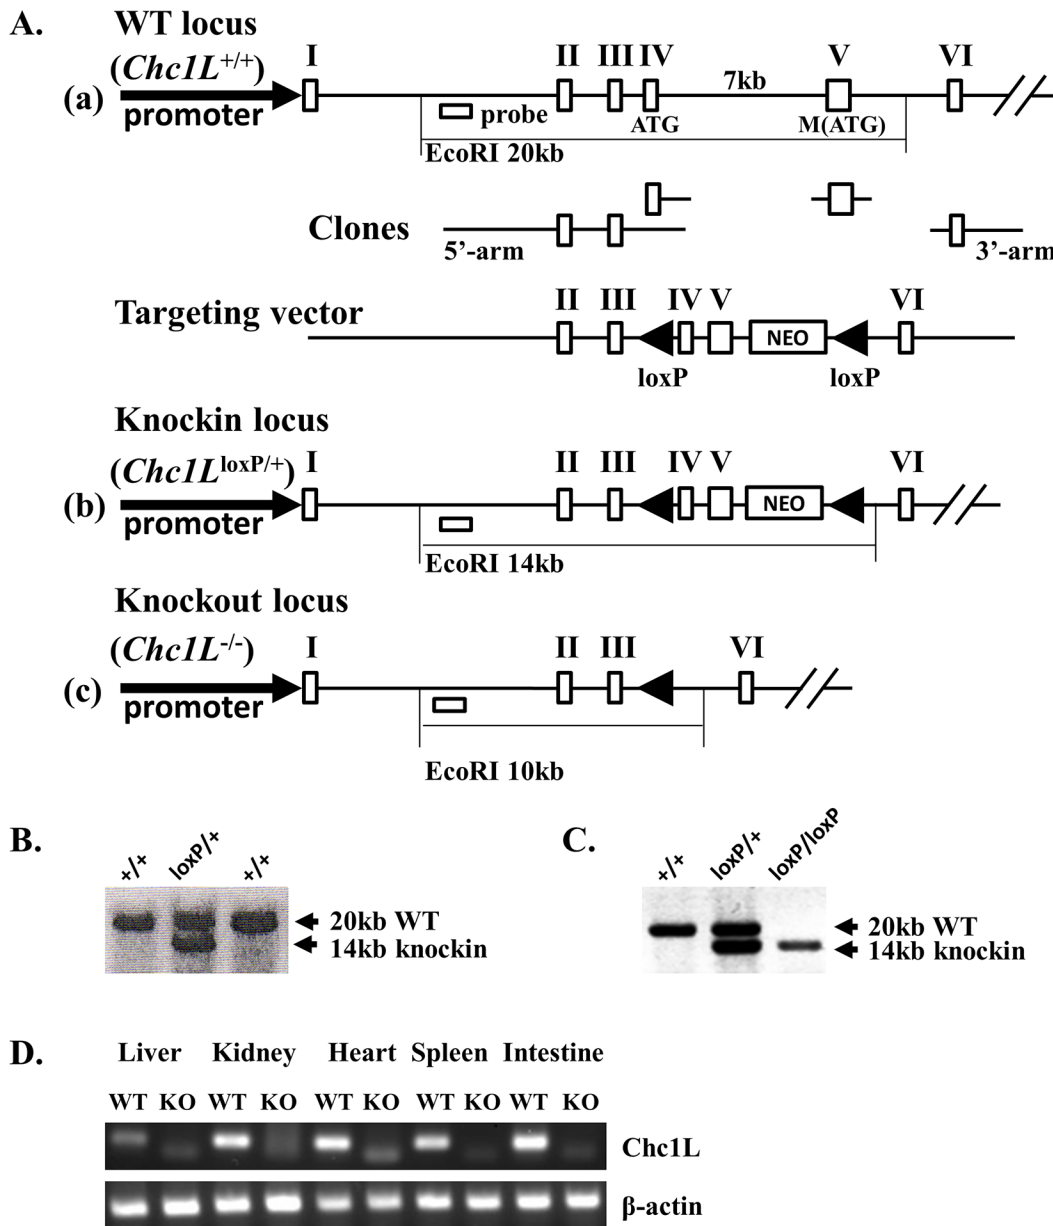 A. WT locus
(Chc1L+/+)
I II III IV V VI
(a) promoter
7kb
probe ATG M(ATG)
EcoRI 20kb
Clones
5’-arm 3’-arm
Targeting vector
II III IV V VI
NEO
loxP loxP
Knockin locus
(Chc1LloxP/+)
I II III IV V VI
(b) promoter
NEO
EcoRI 14kb
Knockout locus
(Chc1L-/-)
I II III VI
(c) promoter
EcoRI 10kb
B.
+/+ loxP/+ +/+
20kb WT
14kb knockin
C.
+/+ loxP/+ loxP/loxP
20kb WT
14kb knockin
D.
Liver Kidney Heart Spleen Intestine
WT KO WT KO WT KO WT KO WT KO
Chc1L
β-actin